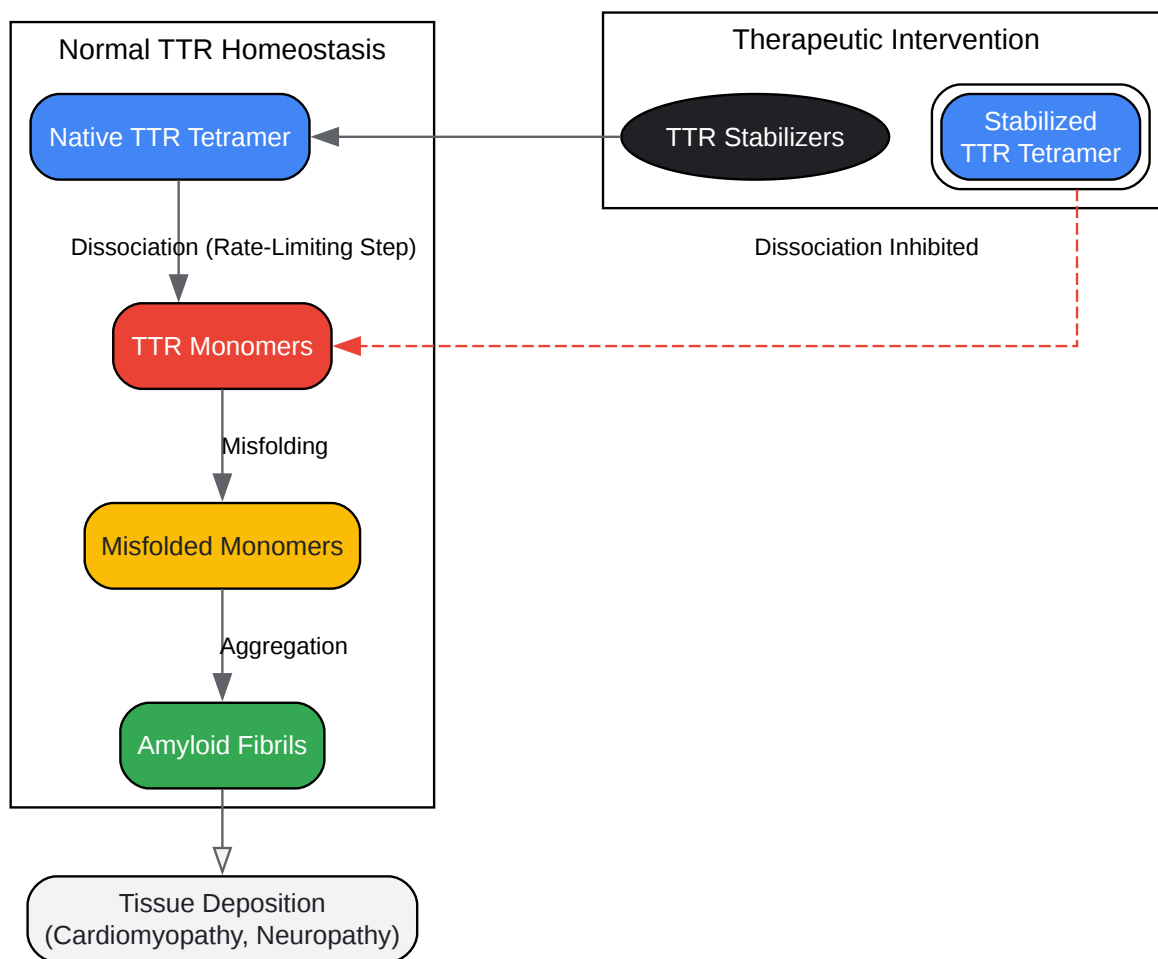 Normal TTR Homeostasis
Therapeutic Intervention
Native TTR Tetramer
TTR Stabilizers
Stabilized
TTR Tetramer
Dissociation (Rate-Limiting Step)
Dissociation Inhibited
TTR Monomers
Misfolding
Misfolded Monomers
Aggregation
Amyloid Fibrils
Tissue Deposition
(Cardiomyopathy, Neuropathy)